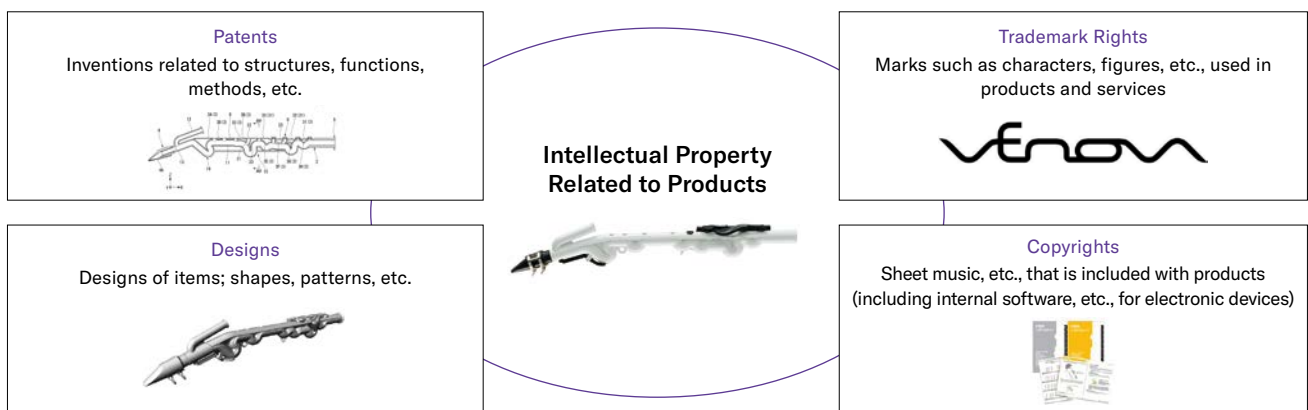 Patents
Inventions related to structures, functions,
methods, etc.
Trademark Rights
Marks such as characters, figures, etc., used in
products and services
VENOVA
Intellectual Property
Related to Products
Designs
Designs of items; shapes, patterns, etc.
Copyrights
Sheet music, etc., that is included with products
(including internal software, etc., for electronic devices)